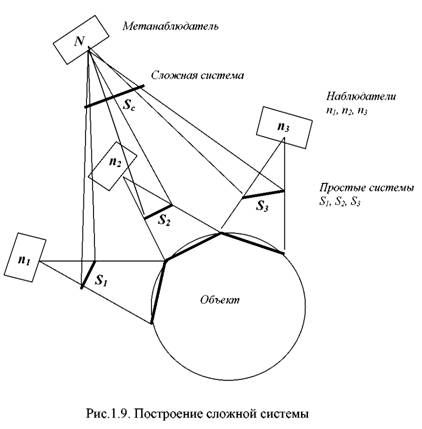 Метанаблюдатель
N
Сложная система
Sc
Наблюдатели
n1, n2, n3
n3
n2
Простые системы
S1, S2, S3
S3
S2
n1
S1
Объект
Рис.1.9. Построение сложной системы